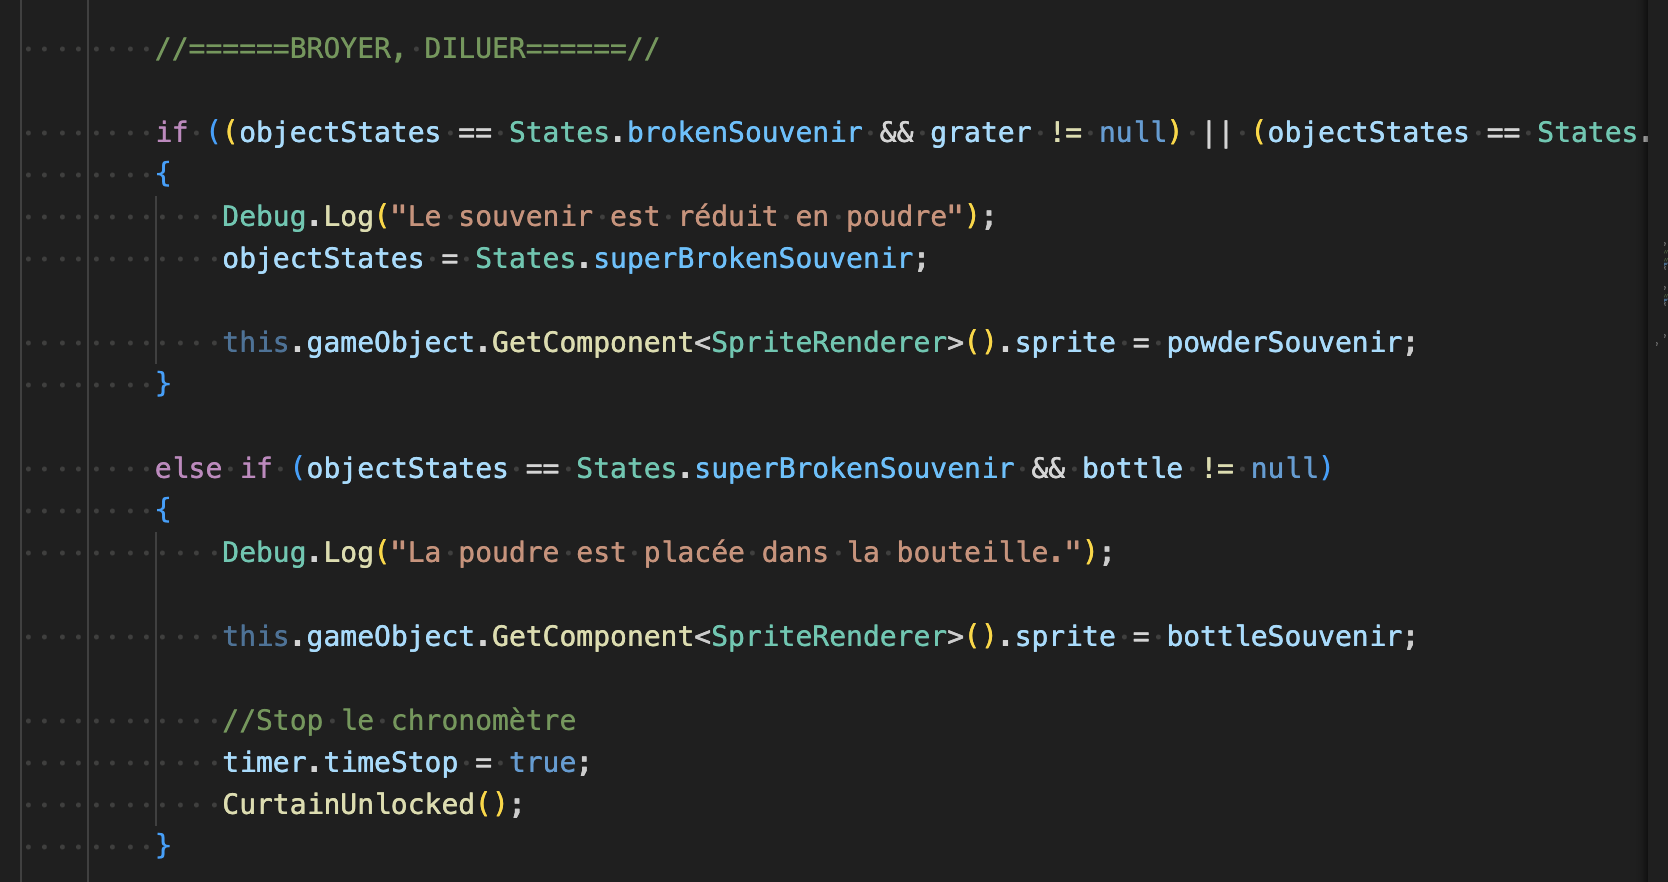 //======BROYER, DILUER======//
if ((objectStates == States.brokenSouvenir && grater != null) || (objectStates == States.
{
Debug.Log("Le souvenir est réduit en poudre");
objectStates = States.superBrokenSouvenir;
this.gameObject.GetComponent<SpriteRenderer>().sprite = powderSouvenir;
}
else if (objectStates == States.superBrokenSouvenir && bottle != null)
{
Debug.Log("La poudre est placée dans la bouteille.");
this.gameObject.GetComponent<SpriteRenderer>().sprite = bottleSouvenir;
//Stop le chronomètre
timer.timeStop = true;
CurtainUnlocked();
}